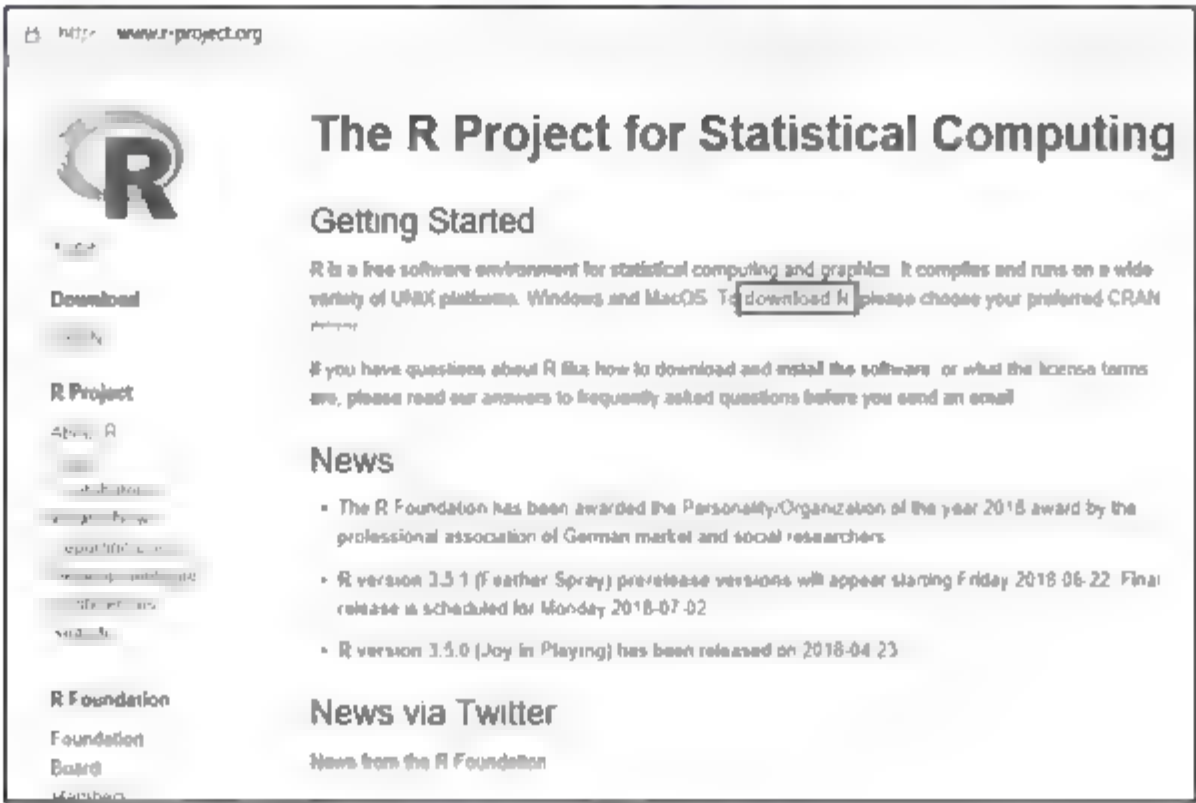 www.r-project.org
R
The R Project for Statistical Computing
Getting Started
R is a free software environment for statistical computing and graphics. It compiles and runs on a wide
variety of UNIX platforms, Windows and MacOS. To download R, please choose your preferred CRAN
If you have questions about R like how to download and install the software, or what the license terms
are, please read our answers to frequently asked questions before you send an email.
News
• The R Foundation has been awarded the Personality/Organization of the year 2018 award by the
professional association of German market and social researchers.
• R version 3.5.1 (Feather Spray) prerelease versions will appear starting Friday 2018-06-22. Final
release is scheduled for Monday 2018-07-02.
• R version 3.5.0 (Joy in Playing) has been released on 2018-04-23.
News via Twitter
News from the R Foundation
Download
R Project
About R
R Foundation
Foundation
Board
Members